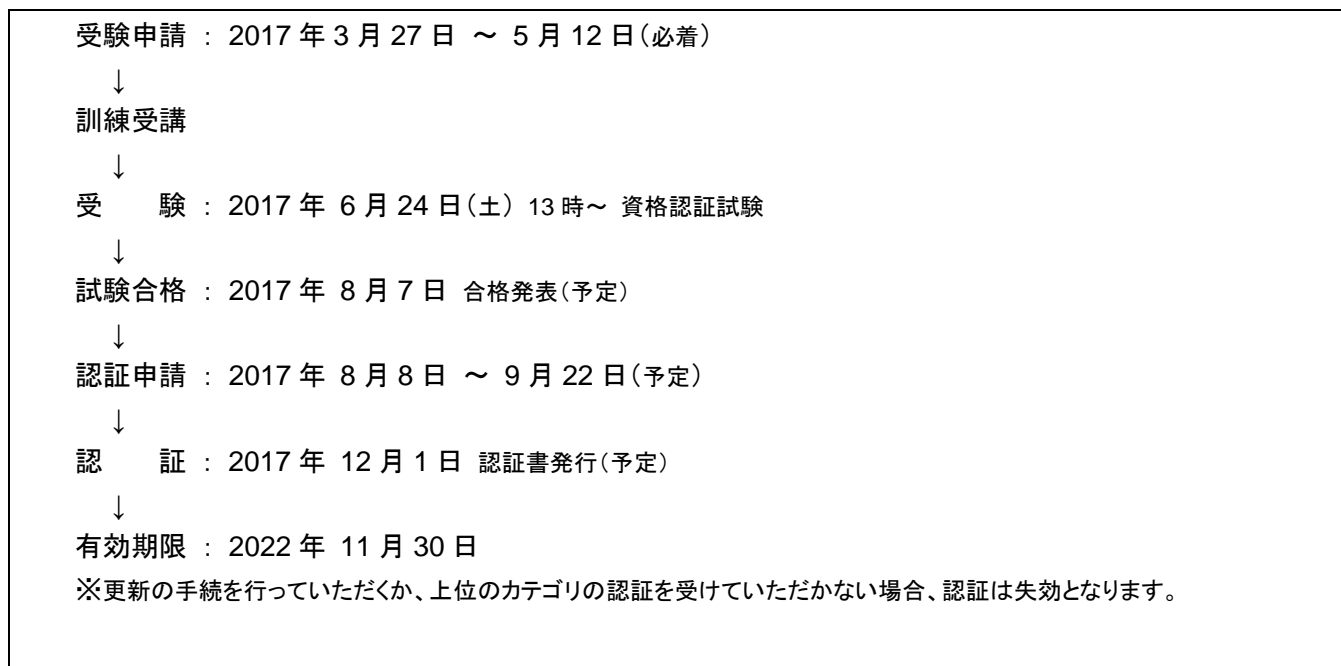 受験申請 : 2017 年 3 月 27 日 ～ 5 月 12 日(必着)
↓
訓練受講
↓
受　　験 : 2017 年 6 月 24 日(土) 13 時～ 資格認証試験
↓
試験合格 : 2017 年 8 月 7 日 合格発表(予定)
↓
認証申請 : 2017 年 8 月 8 日 ～ 9 月 22 日(予定)
↓
認　　証 : 2017 年 12 月 1 日 認証書発行(予定)
↓
有効期限 : 2022 年 11 月 30 日
※更新の手続を行っていただくか、上位のカテゴリの認証を受けていただかない場合、認証は失効となります。